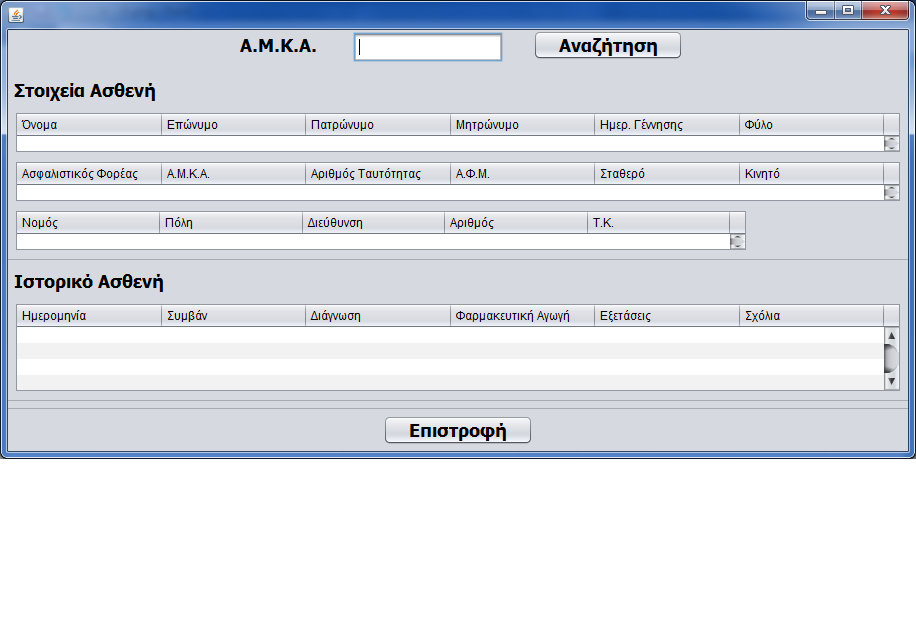 Α.Μ.Κ.Α. Αναζήτηση
Στοιχεία Ασθενή
Όνομα Επώνυμο Πατρώνυμο Μητρώνυμο Ημερ. Γέννησης Φύλο
Ασφαλιστικός Φορέας Α.Μ.Κ.Α. Αριθμός Ταυτότητας Α.Φ.Μ. Σταθερό Κινητό
Νομός Πόλη Διεύθυνση Αριθμός Τ.Κ.
Ιστορικό Ασθενή
Ημερομηνία Συμβάν Διάγνωση Φαρμακευτική Αγωγή Εξετάσεις Σχόλια
Επιστροφή